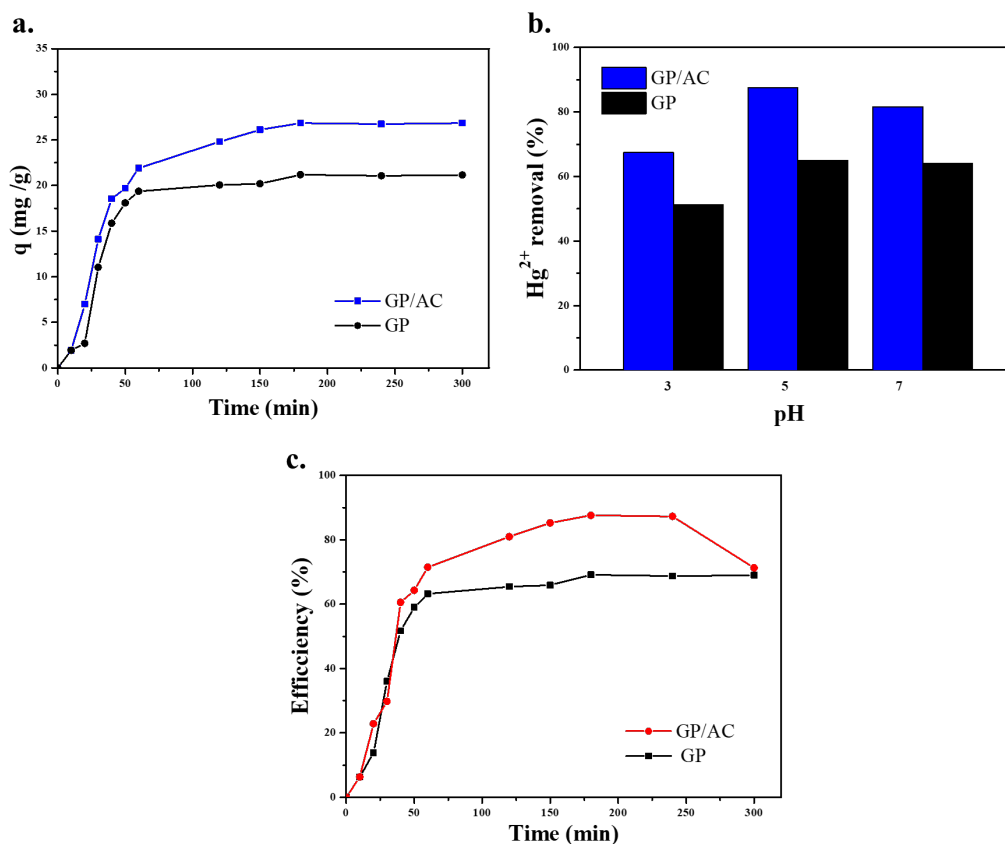 a.
q (mg /g)
35
30
25
20
15
10
5
0
GP/AC
GP
0 50 100 150 200 250 300
Time (min)
b.
Hg²⁺ removal (%)
100
80
60
40
20
0
GP/AC
GP
3 5 7
pH
c.
Efficciency (%)
100
80
60
40
20
0
GP/AC
GP
0 50 100 150 200 250 300
Time (min)